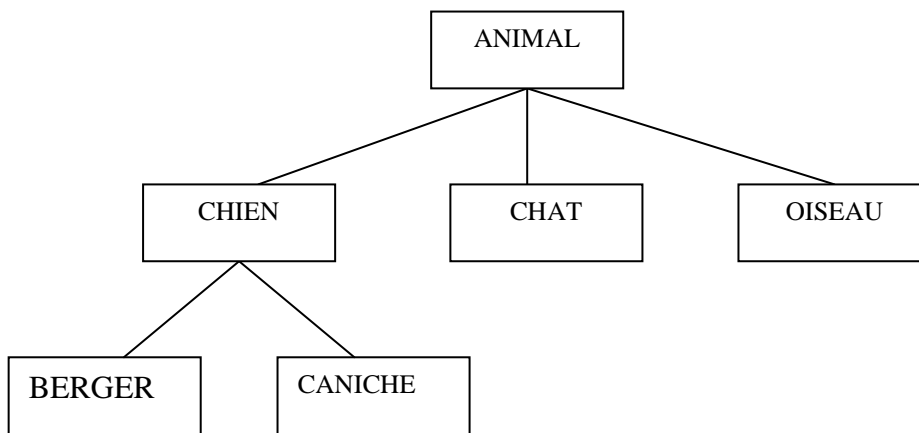 ANIMAL
CHIEN
CHAT
OISEAU
BERGER
CANICHE